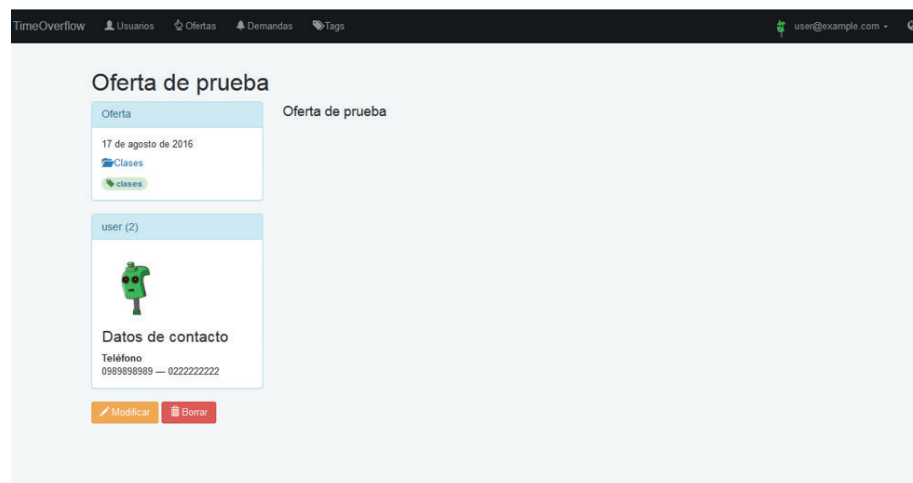 TimeOverflow Usuarios Ofertas Demandas Tags user@example.com
Oferta de prueba
Oferta
17 de agosto de 2016
Clases
clases
Oferta de prueba
user (2)
Datos de contacto
Teléfono
0989898989 — 0222222222
Modificar Borrar